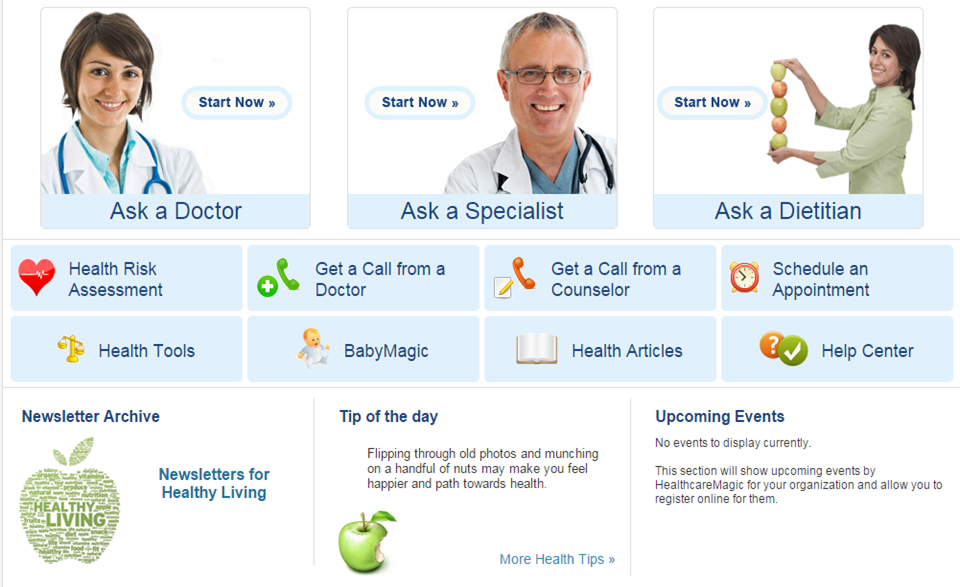 Start Now »
Start Now »
Start Now »
Ask a Doctor
Ask a Specialist
Ask a Dietitian
Health Risk
Assessment
Get a Call from a
Doctor
Get a Call from a
Counselor
Schedule an
Appointment
Health Tools
BabyMagic
Health Articles
Help Center
Newsletter Archive
HEALTHY
LIVING
Newsletters for
Healthy Living
Tip of the day
Flipping through old photos and munching
on a handful of nuts may make you feel
happier and path towards health.
More Health Tips »
Upcoming Events
No events to display currently.
This section will show upcoming events by
HealthcareMagic for your organization and allow you to
register online for them.